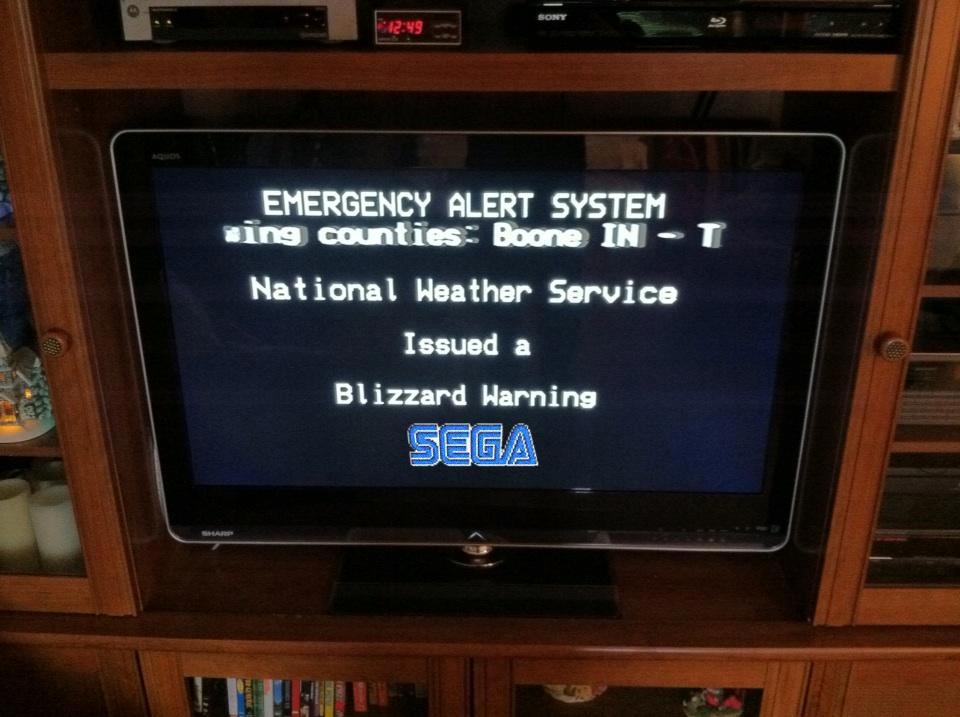 12:49
SONY
AQUOS
EMERGENCY ALERT SYSTEM
ing counties: Boone IN - T
National Weather Service
Issued a
Blizzard Warning
SEGA
SHARP